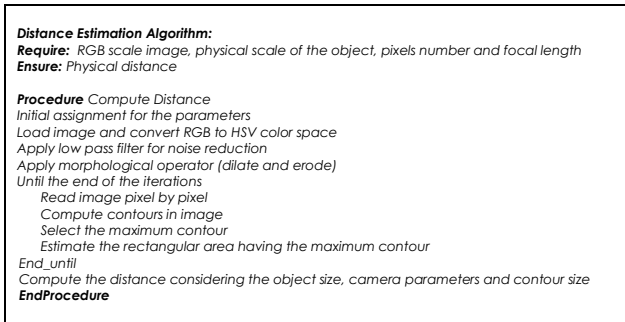 Distance Estimation Algorithm:
Require: RGB scale image, physical scale of the object, pixels number and focal length
Ensure: Physical distance
Procedure Compute Distance
Initial assignment for the parameters
Load image and convert RGB to HSV color space
Apply low pass filter for noise reduction
Apply morphological operator (dilate and erode)
Until the end of the iterations
Read image pixel by pixel
Compute contours in image
Select the maximum contour
Estimate the rectangular area having the maximum contour
End_until
Compute the distance considering the object size, camera parameters and contour size
EndProcedure